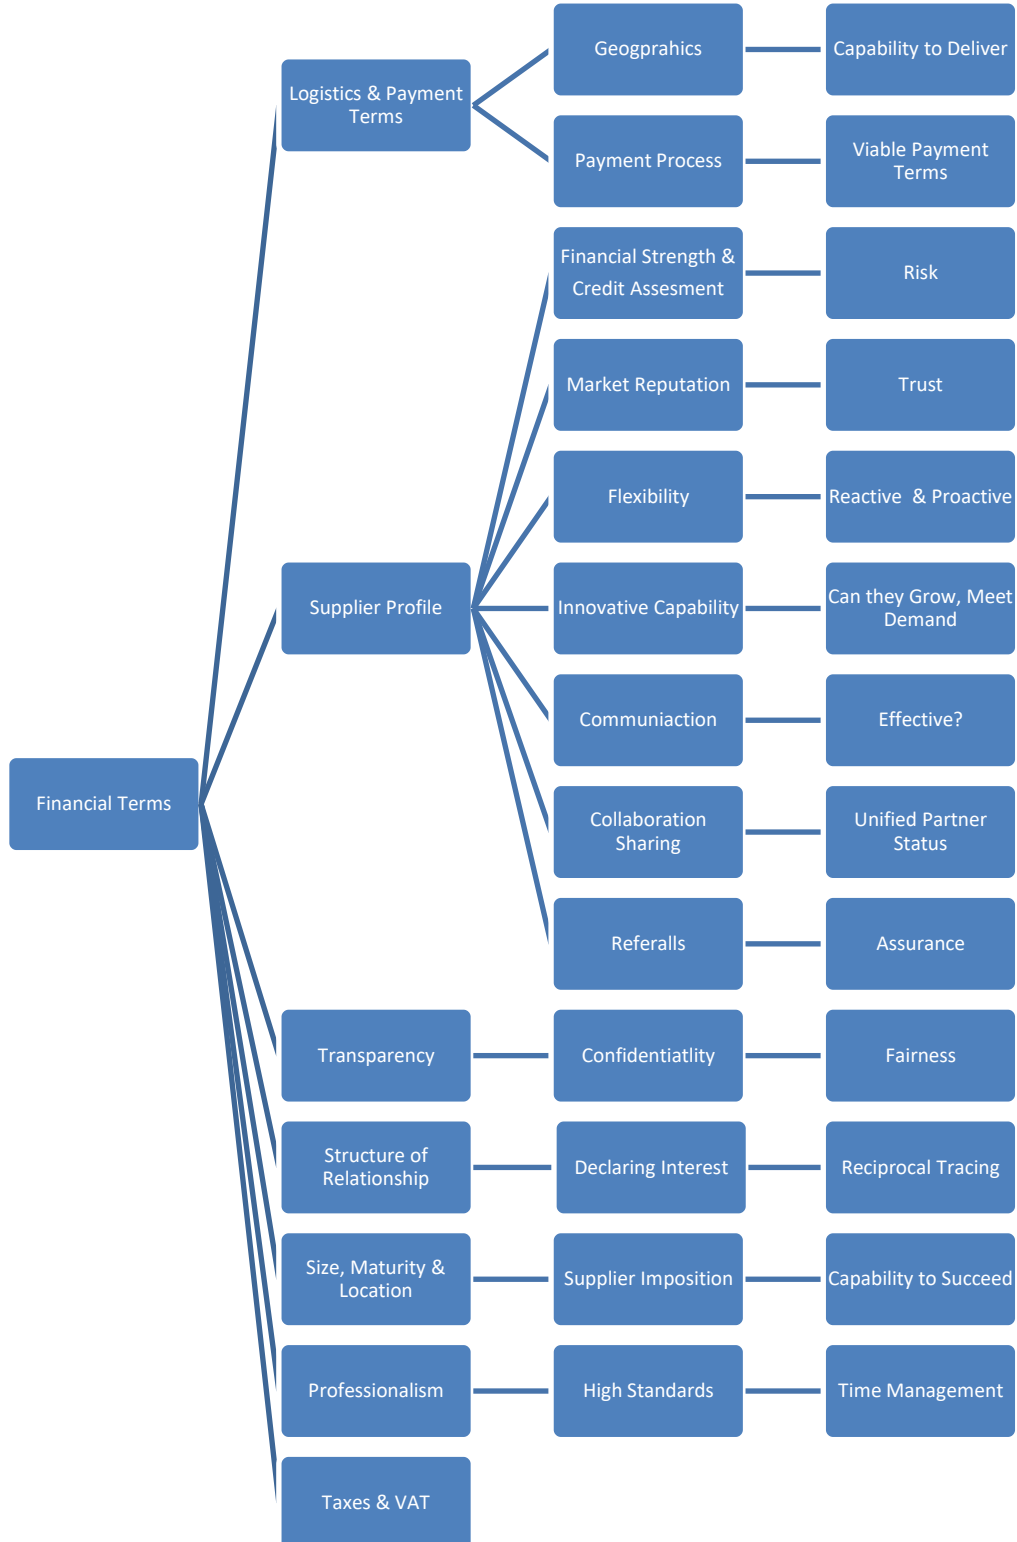 Geogprahics
Capability to Deliver
Logistics & Payment
Terms
Payment Process
Viable Payment
Terms
Financial Strength &
Credit Assesment
Risk
Market Reputation
Trust
Flexibility
Reactive & Proactive
Supplier Profile
Innovative Capability
Can they Grow, Meet
Demand
Communiaction
Effective?
Financial Terms
Collaboration
Sharing
Unified Partner
Status
Referalls
Assurance
Transparency
Confidentiatlity
Fairness
Structure of
Relationship
Declaring Interest
Reciprocal Tracing
Size, Maturity &
Location
Supplier Imposition
Capability to Succeed
Professionalism
High Standards
Time Management
Taxes & VAT